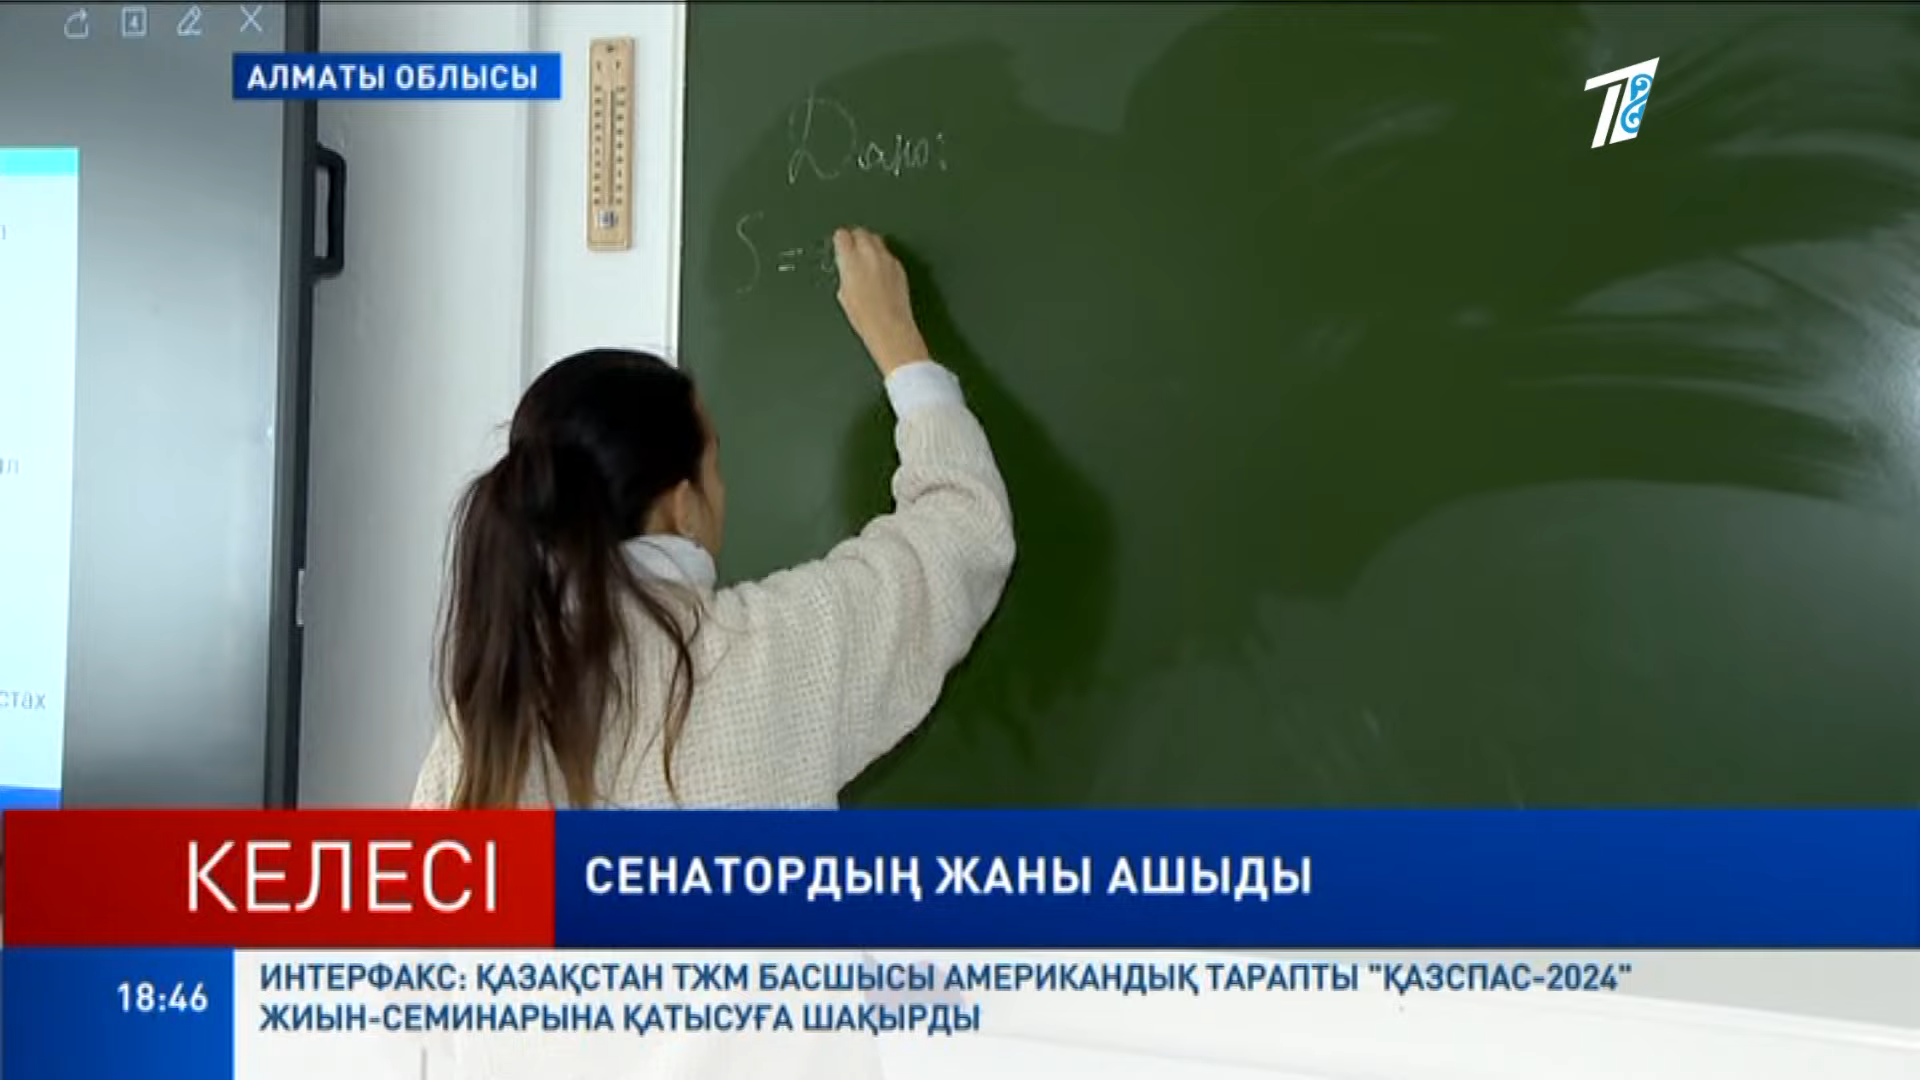 АЛМАТЫ ОБЛЫСЫ
Дано:
S =
стах
КЕЛЕСІ
СЕНАТОРДЫҢ ЖАНЫ АШЫДЫ
18:46
ИНТЕРФАКС: ҚАЗАҚСТАН ТЖМ БАСШЫСЫ АМЕРИКАНДЫҚ ТАРАПТЫ "ҚАЗСПАС-2024"
ЖИЫН-СЕМИНАРЫНА ҚАТЫСУҒА ШАҚЫРДЫ